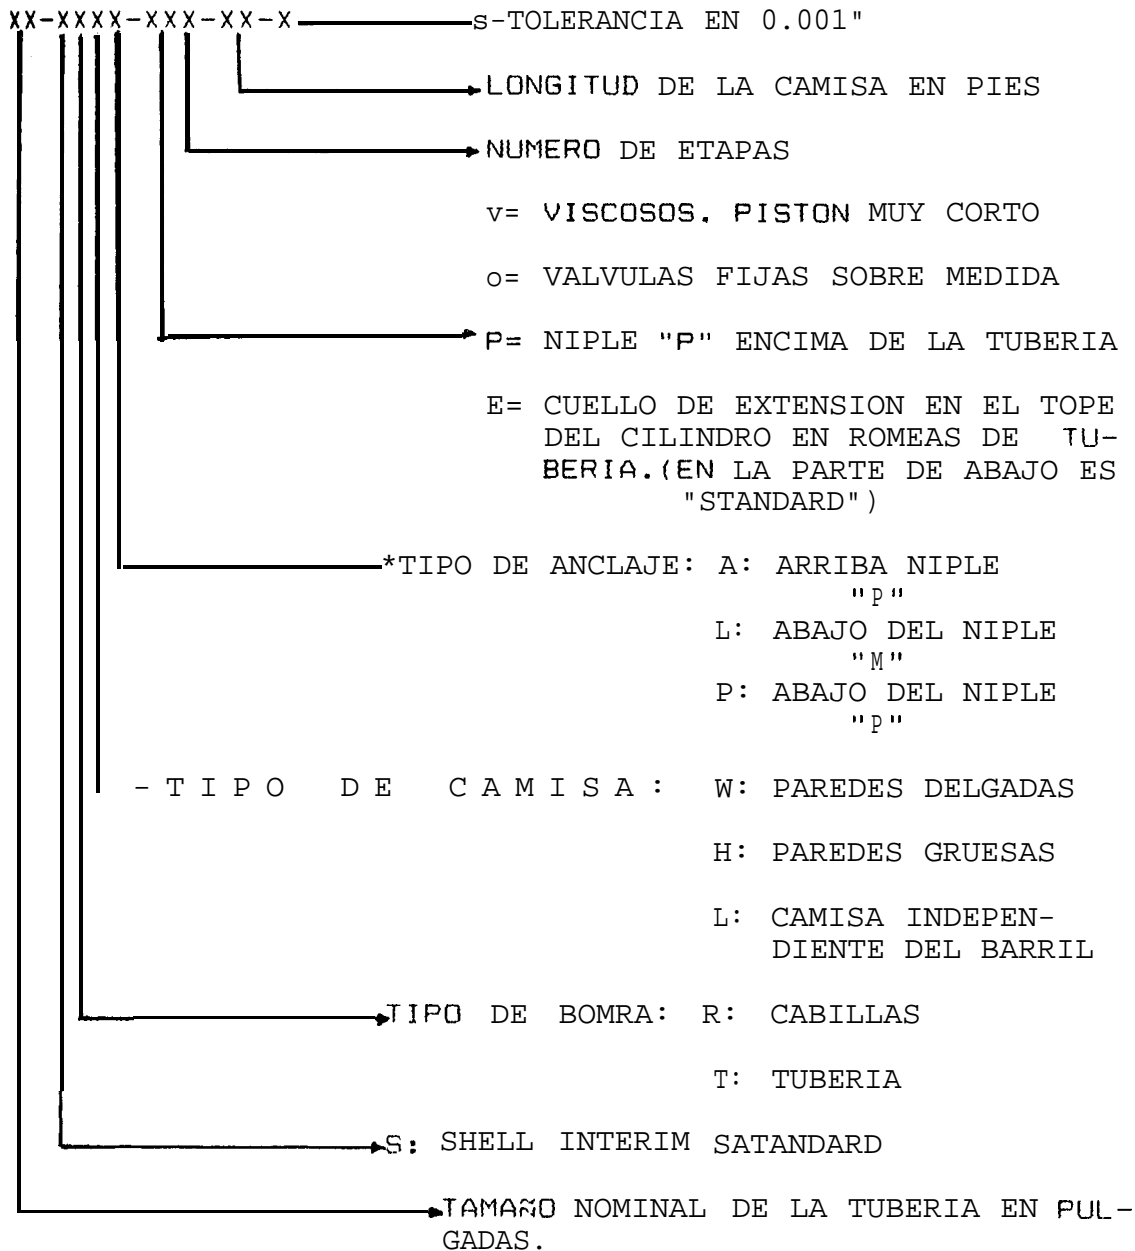 XX-XXXX-XXX-XX-X s-TOLERANCIA EN 0.001"
LONGITUD DE LA CAMISA EN PIES
NUMERO DE ETAPAS
v= VISCOSOS. PISTON MUY CORTO
o= VALVULAS FIJAS SOBRE MEDIDA
P= NIPLE "P" ENCIMA DE LA TUBERIA
E= CUELLO DE EXTENSION EN EL TOPE
DEL CILINDRO EN ROMEAS DE TU-
BERIA.(EN LA PARTE DE ABAJO ES
"STANDARD")
*TIPO DE ANCLAJE: A: ARRIBA NIPLE
"P"
L: ABAJO DEL NIPLE
"M"
P: ABAJO DEL NIPLE
"P"
-TIPO DE CAMISA: W: PAREDES DELGADAS
H: PAREDES GRUESAS
L: CAMISA INDEPEN-
DIENTE DEL BARRIL
TIPO DE BOMRA: R: CABILLAS
T: TUBERIA
S: SHELL INTERIM SATANDARD
TAMAÑO NOMINAL DE LA TUBERIA EN PUL-
GADAS.